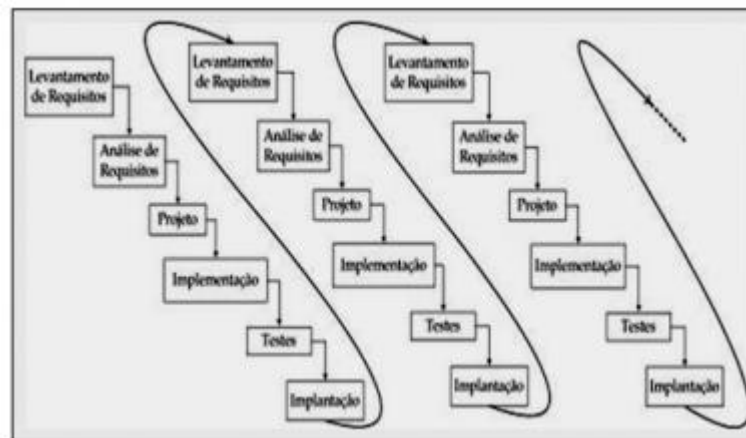 Levantamento
de Requisitos
Análise de
Requisitos
Projeto
Implementação
Testes
Implantação
Levantamento
de Requisitos
Análise de
Requisitos
Projeto
Implementação
Testes
Implantação
Levantamento
de Requisitos
Análise de
Requisitos
Projeto
Implementação
Testes
Implantação